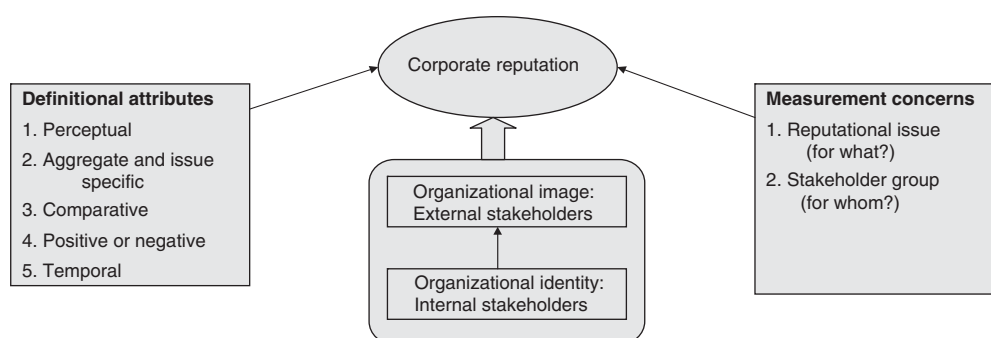 Corporate reputation
Definitional attributes
1. Perceptual
2. Aggregate and issue
specific
3. Comparative
4. Positive or negative
5. Temporal
Organizational image:
External stakeholders
Organizational identity:
Internal stakeholders
Measurement concerns
1. Reputational issue
(for what?)
2. Stakeholder group
(for whom?)